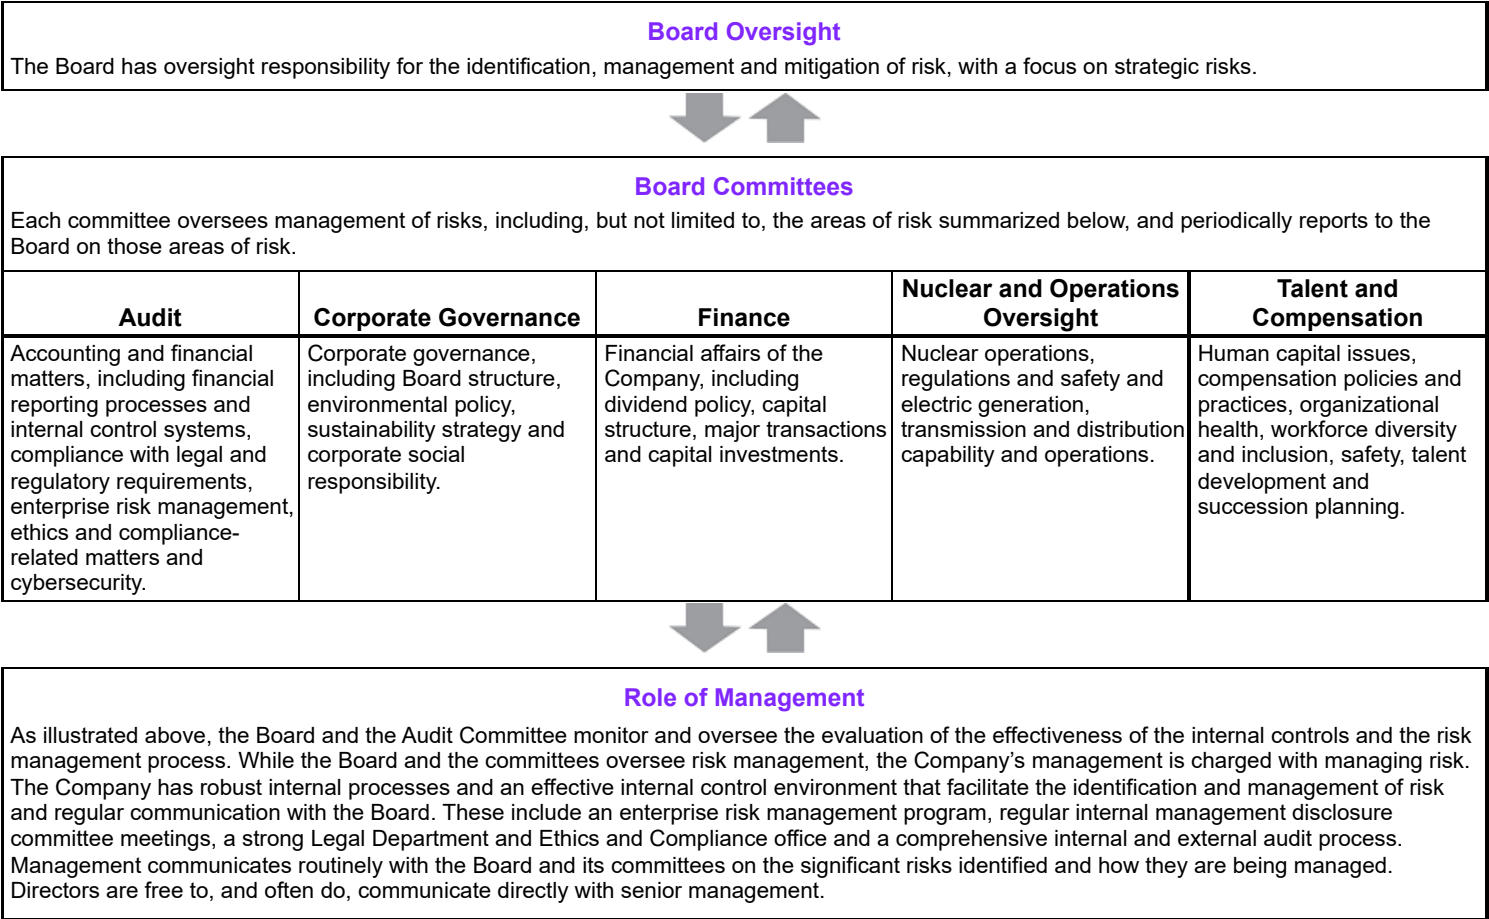 Board Oversight
The Board has oversight responsibility for the identification, management and mitigation of risk, with a focus on strategic risks.
Board Committees
Each committee oversees management of risks, including, but not limited to, the areas of risk summarized below, and periodically reports to the
Board on those areas of risk.
Audit
Accounting and financial
matters, including financial
reporting processes and
internal control systems,
compliance with legal and
regulatory requirements,
enterprise risk management,
ethics and compliance-
related matters and
cybersecurity.
Corporate Governance
Corporate governance,
including Board structure,
environmental policy,
sustainability strategy and
corporate social
responsibility.
Finance
Financial affairs of the
Company, including
dividend policy, capital
structure, major transactions
and capital investments.
Nuclear and Operations
Oversight
Nuclear operations,
regulations and safety and
electric generation,
transmission and distribution
capability and operations.
Talent and
Compensation
Human capital issues,
compensation policies and
practices, organizational
health, workforce diversity
and inclusion, safety, talent
development and
succession planning.
Role of Management
As illustrated above, the Board and the Audit Committee monitor and oversee the evaluation of the effectiveness of the internal controls and the risk
management process. While the Board and the committees oversee risk management, the Company’s management is charged with managing risk.
The Company has robust internal processes and an effective internal control environment that facilitate the identification and management of risk
and regular communication with the Board. These include an enterprise risk management program, regular internal management disclosure
committee meetings, a strong Legal Department and Ethics and Compliance office and a comprehensive internal and external audit process.
Management communicates routinely with the Board and its committees on the significant risks identified and how they are being managed.
Directors are free to, and often do, communicate directly with senior management.